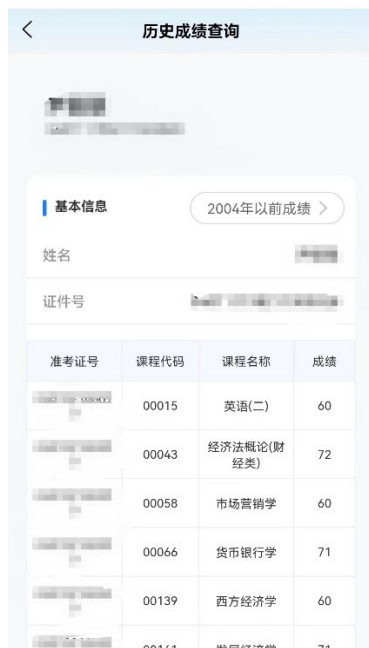 历史成绩查询
基本信息
2004年以前成绩 >
姓名
证件号
准考证号 课程代码 课程名称 成绩
00015 英语(二) 60
00043 经济法概论(财
经类) 72
00058 市场营销学 60
00066 货币银行学 71
00139 西方经济学 60